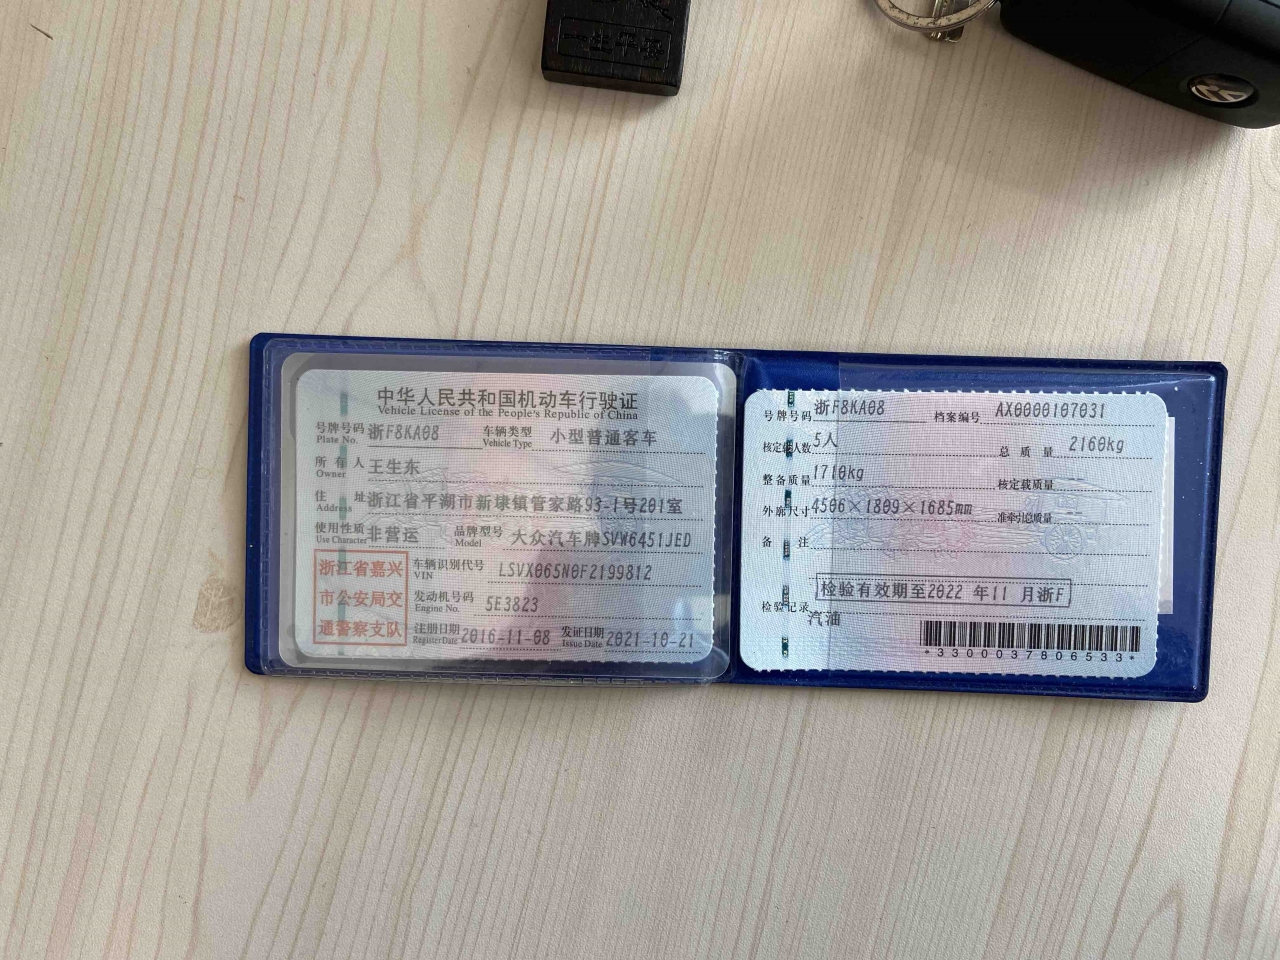 中华人民共和国机动车行驶证
Vehicle License of the People's Republic of China
号牌号码 浙F8KA08 车辆类型 小型普通客车
Plate No. Vehicle Type
所有人 王生东
Owner
住址 浙江省平湖市新埭镇管家路93-1号201室
Address
使用性质 非营运 品牌型号 大众汽车牌SVW6451JED
Use Character Model
浙江省嘉兴
市公安局交
通警察支队
车辆识别代号 LSVX065N0F2199812
VIN
发动机号码 5E3823
Engine No.
注册日期 2016-11-08 发证日期 2021-10-21
Register Date Issue Date
号牌号码 浙F8KA08 档案编号 AX0000107031
核定载人数 5人 总质量 2160kg
整备质量 1710kg 核定载质量 --
外廓尺寸 4506×1809×1685mm 准牵引总质量 --
备注
检验有效期至2022 年11 月浙F
检验记录
汽油
*3300037806533*